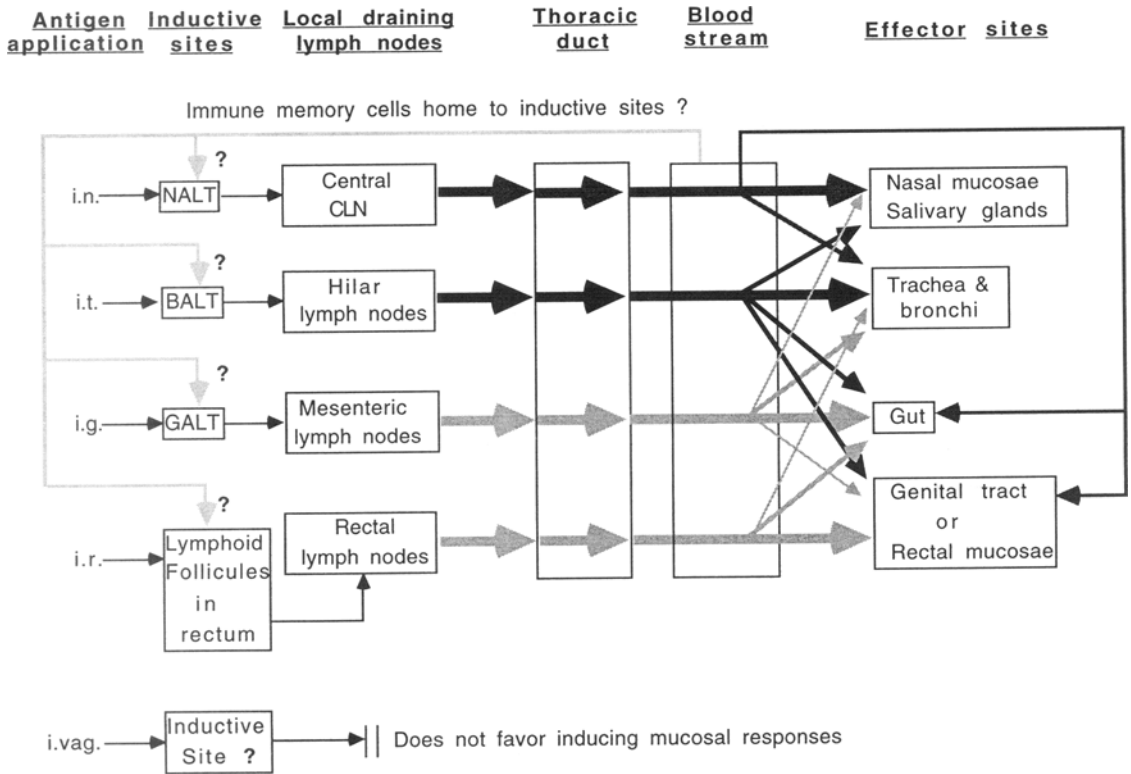 Antigen application
Inductive sites
Local draining lymph nodes
Thoracic duct
Blood stream
Effector sites
Immune memory cells home to inductive sites ?
?
i.n.
NALT
Central
CLN
Nasal mucosae
Salivary glands
?
i.t.
BALT
Hilar
lymph nodes
Trachea &
bronchi
?
i.g.
GALT
Mesenteric
lymph nodes
Gut
?
i.r.
Lymphoid
Follicules
in
rectum
Rectal
lymph nodes
Genital tract
or
Rectal mucosae
i.vag.
Inductive
Site ?
Does not favor inducing mucosal responses